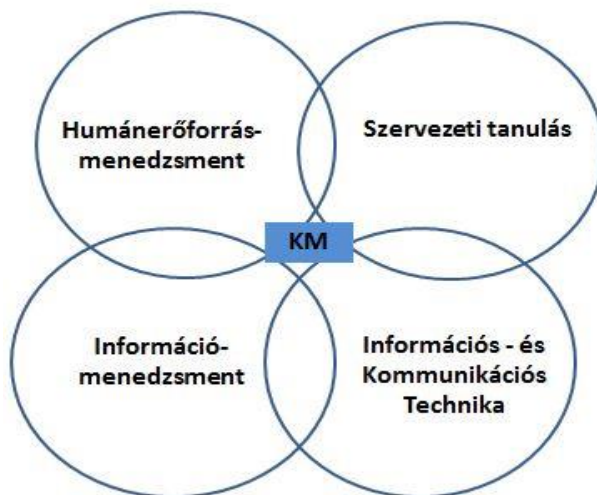 Humánerőforrás-
menedzsment
Szervezeti tanulás
KM
Információ-
menedzsment
Információs - és
Kommunikációs
Technika